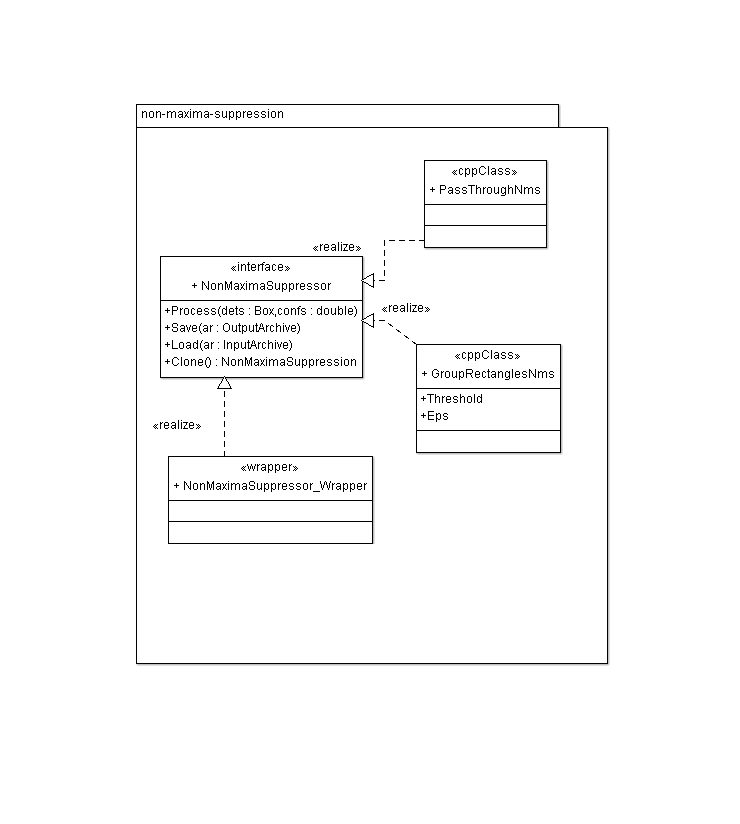 non-maxima-suppression
«cppClass»
+ PassThroughNms
«realize»
«interface»
+ NonMaximaSuppressor
+Process(dets : Box,confs : double)
+Save(ar : OutputArchive)
+Load(ar : InputArchive)
+Clone() : NonMaximaSuppression
«realize»
«cppClass»
+ GroupRectanglesNms
+Threshold
+Eps
«realize»
«wrapper»
+ NonMaximaSuppressor_Wrapper